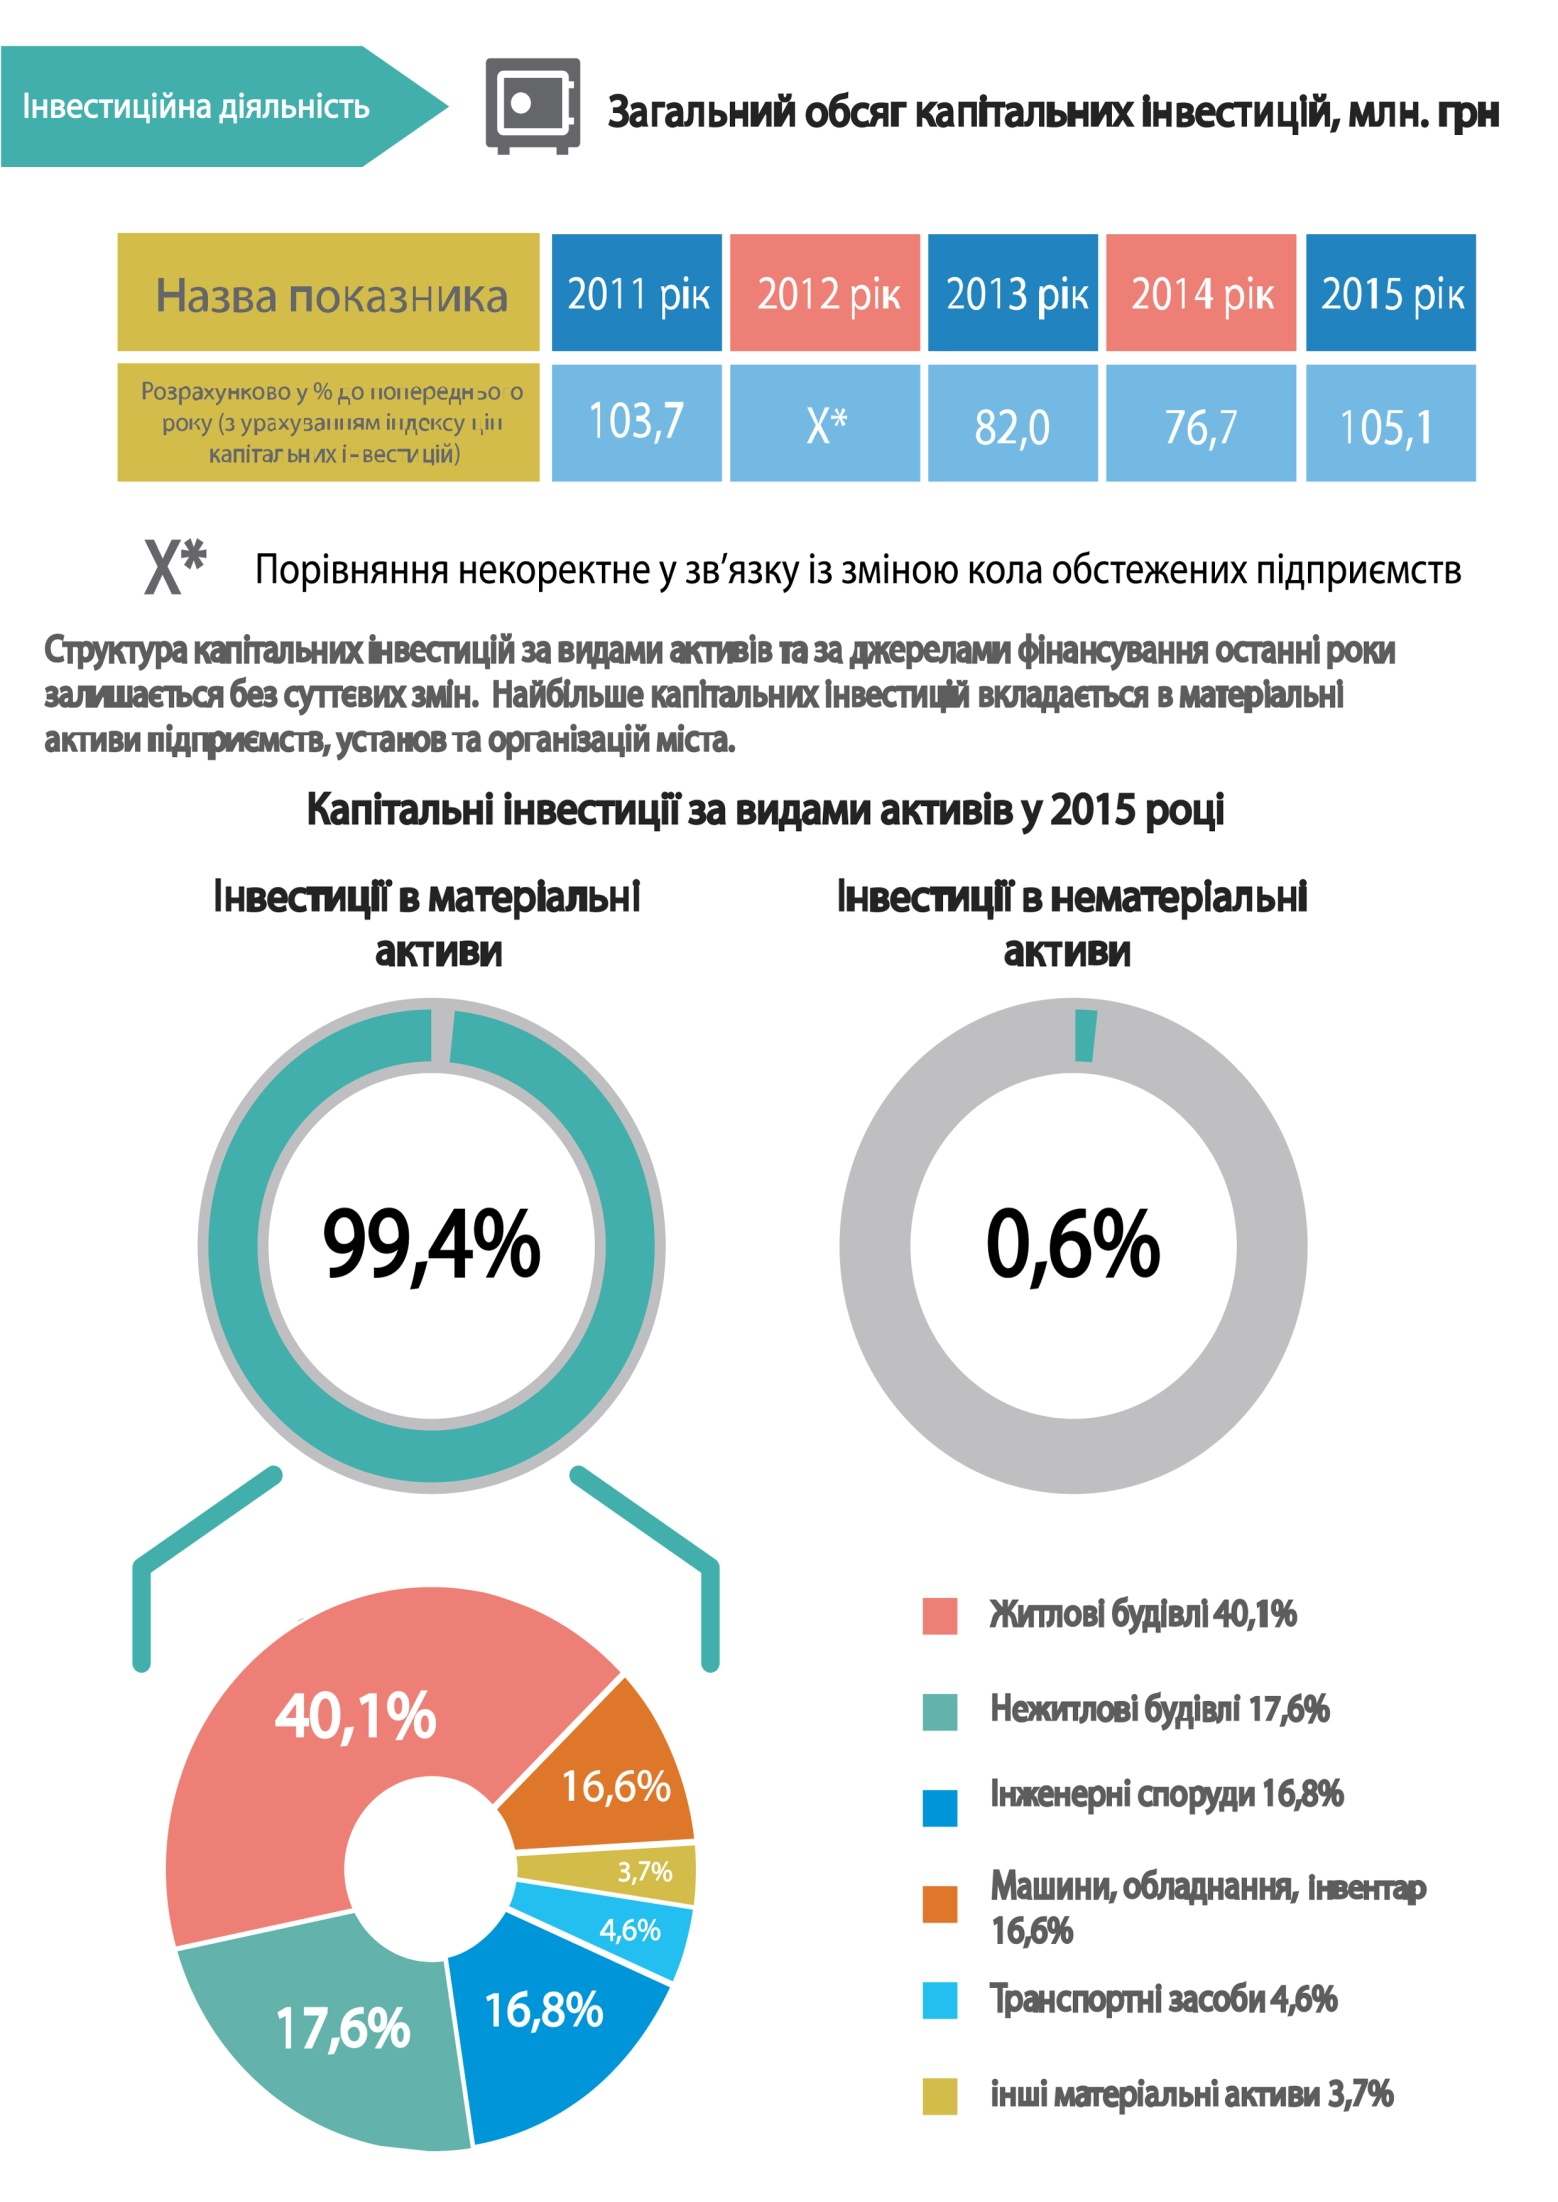 Інвестиційна діяльність
Загальний обсяг капітальних інвестицій, млн. грн
Назва показника
2011 рік
2012 рік
2013 рік
2014 рік
2015 рік
Розрахунково у % до попереднього
року (з урахуванням індексу цін
капітальних інвестицій)
103,7
Х*
82,0
76,7
105,1
Х*
Порівняння некоректне у зв’язку із зміною кола обстежених підприємств
Структура капітальних інвестицій за видами активів та за джерелами фінансування останні роки
залишається без суттєвих змін. Найбільше капітальних інвестицій вкладається в матеріальні
активи підприємств, установ та організацій міста.
Капітальні інвестиції за видами активів у 2015 році
Інвестиції в матеріальні
активи
Інвестиції в нематеріальні
активи
99,4%
0,6%
40,1%
16,6%
3,7%
4,6%
16,8%
17,6%
Житлові будівлі 40,1%
Нежитлові будівлі 17,6%
Інженерні споруди 16,8%
Машини, обладнання, інвентар
16,6%
Транспортні засоби 4,6%
інші матеріальні активи 3,7%